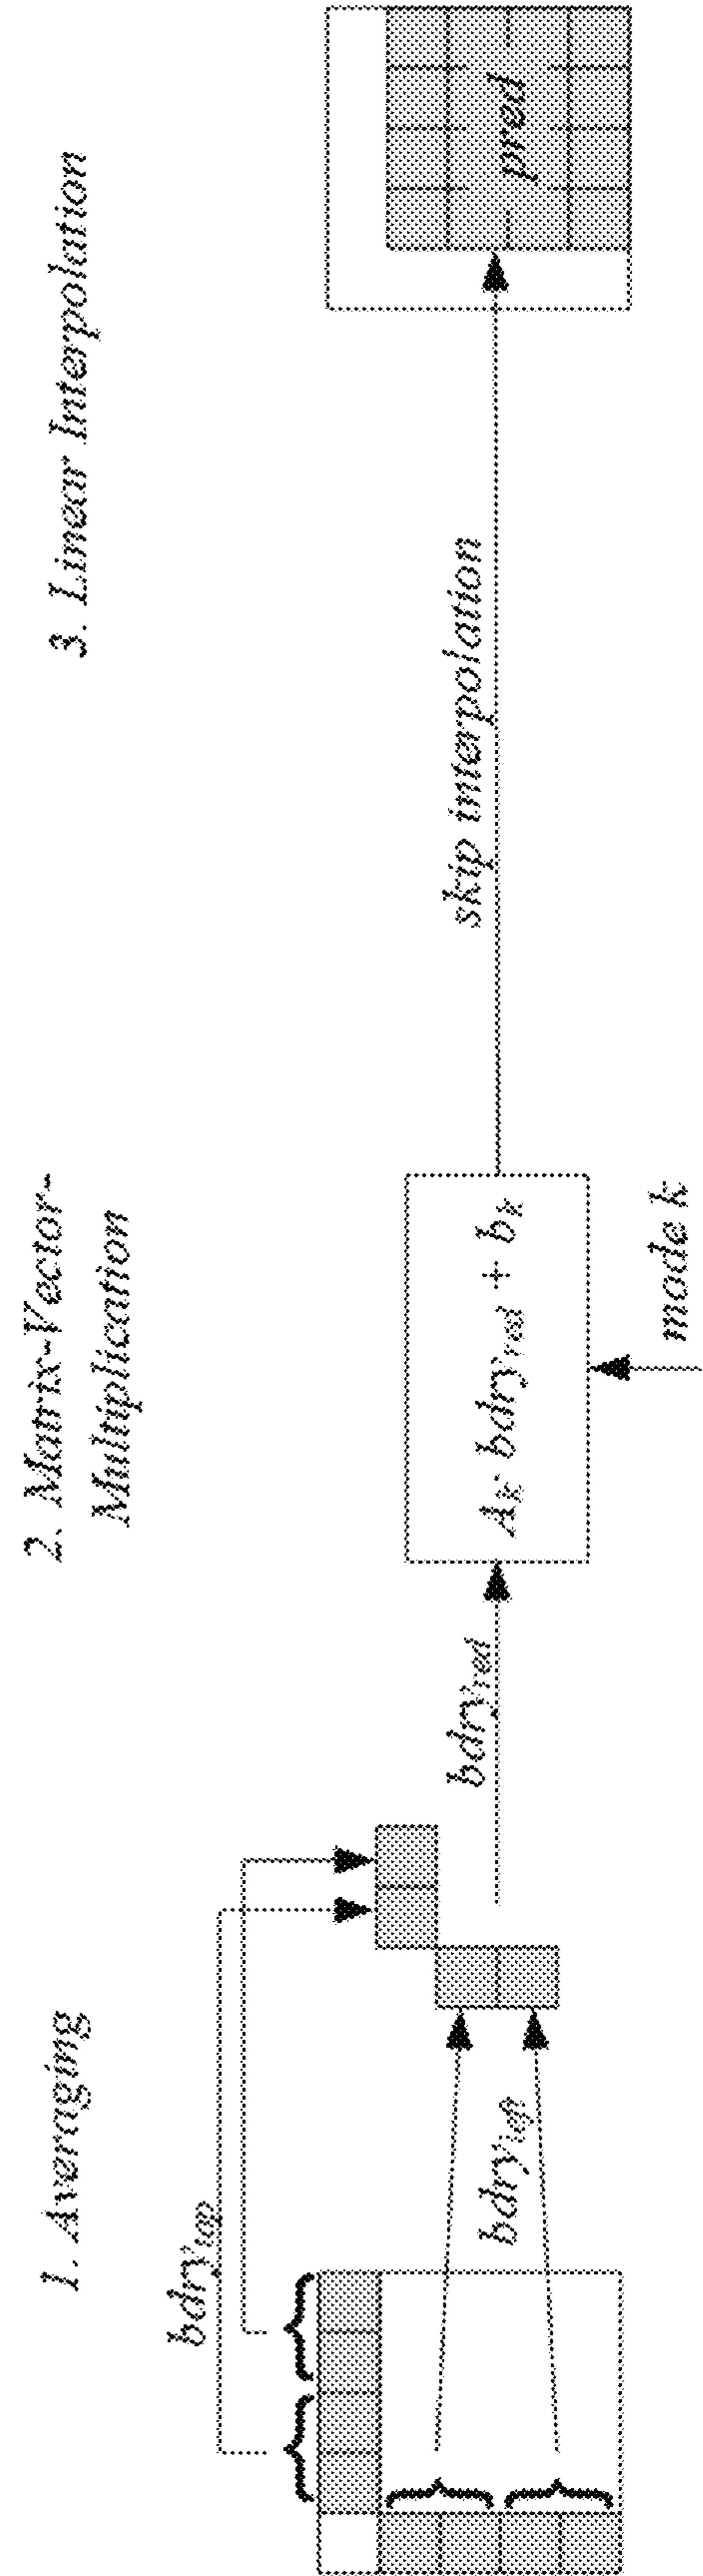 1. Averaging
2. Matrix-Vector-
Multiplication
3. Linear Interpolation
bdry_top
bdry_left
bdry_red
A_k · bdry_red + b_k
mode k
skip interpolation
pred